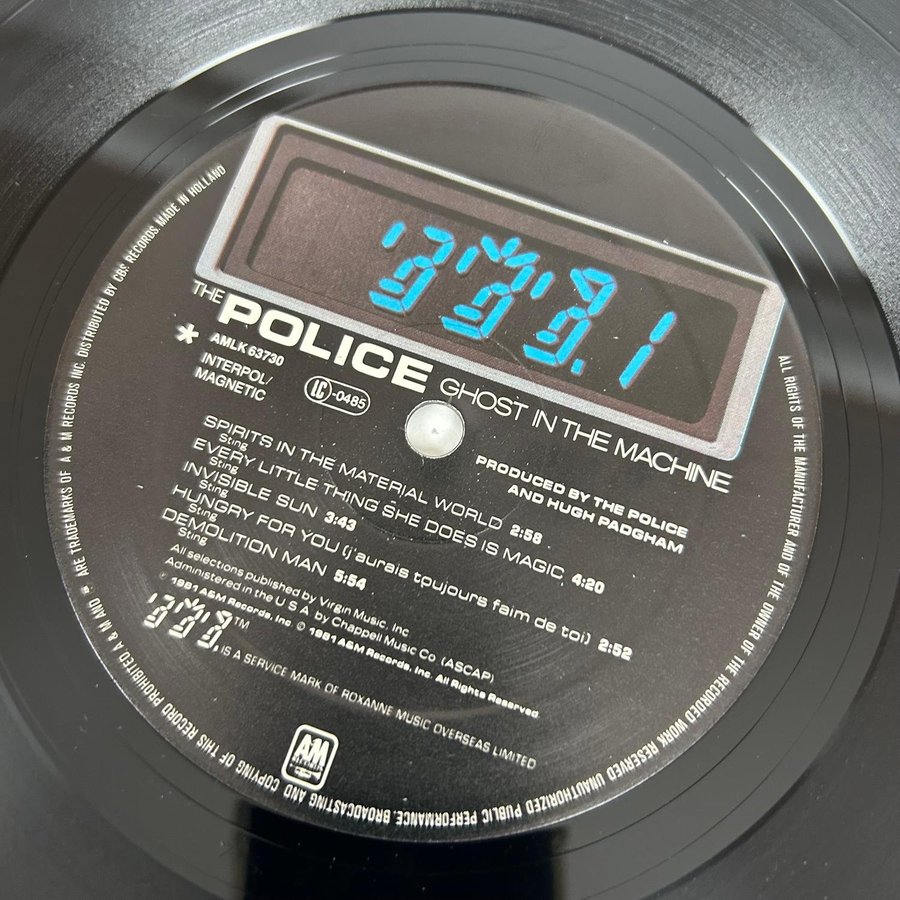 1
THE
POLICE GHOST IN THE MACHINE
* AMLK 63730
INTERPOL/
MAGNETIC
LC -0485
PRODUCED BY THE POLICE
AND HUGH PADGHAM
SPIRITS IN THE MATERIAL WORLD 2:58
Sting
EVERY LITTLE THING SHE DOES IS MAGIC 4:20
Sting
INVISIBLE SUN 3:43
Sting
HUNGRY FOR YOU (j'aurais tpujours faim de toi) 2:52
Sting
DEMOLITION MAN 5:54
Sting
All selections published by Virgin Music, Inc
Administered in the U S A by Chappell Music Co (ASCAP)
℗ 1981 A&M Records, Inc © 1981 A&M Records, Inc. All Rights Reserved
TM IS A SERVICE MARK OF ROXANNE MUSIC OVERSEAS LIMITED
AM
ALL RIGHTS OF THE MANUFACTURER AND OF THE OWNER OF THE RECORDED WORK RESERVED UNAUTHORIZED PUBLIC PERFORMANCE, BROADCASTING AND COPYING OF THIS RECORD PROHIBITED A & M AND * ARE TRADEMARKS OF A & M RECORDS INC. DISTRIBUTED BY CBS RECORDS MADE IN HOLLAND